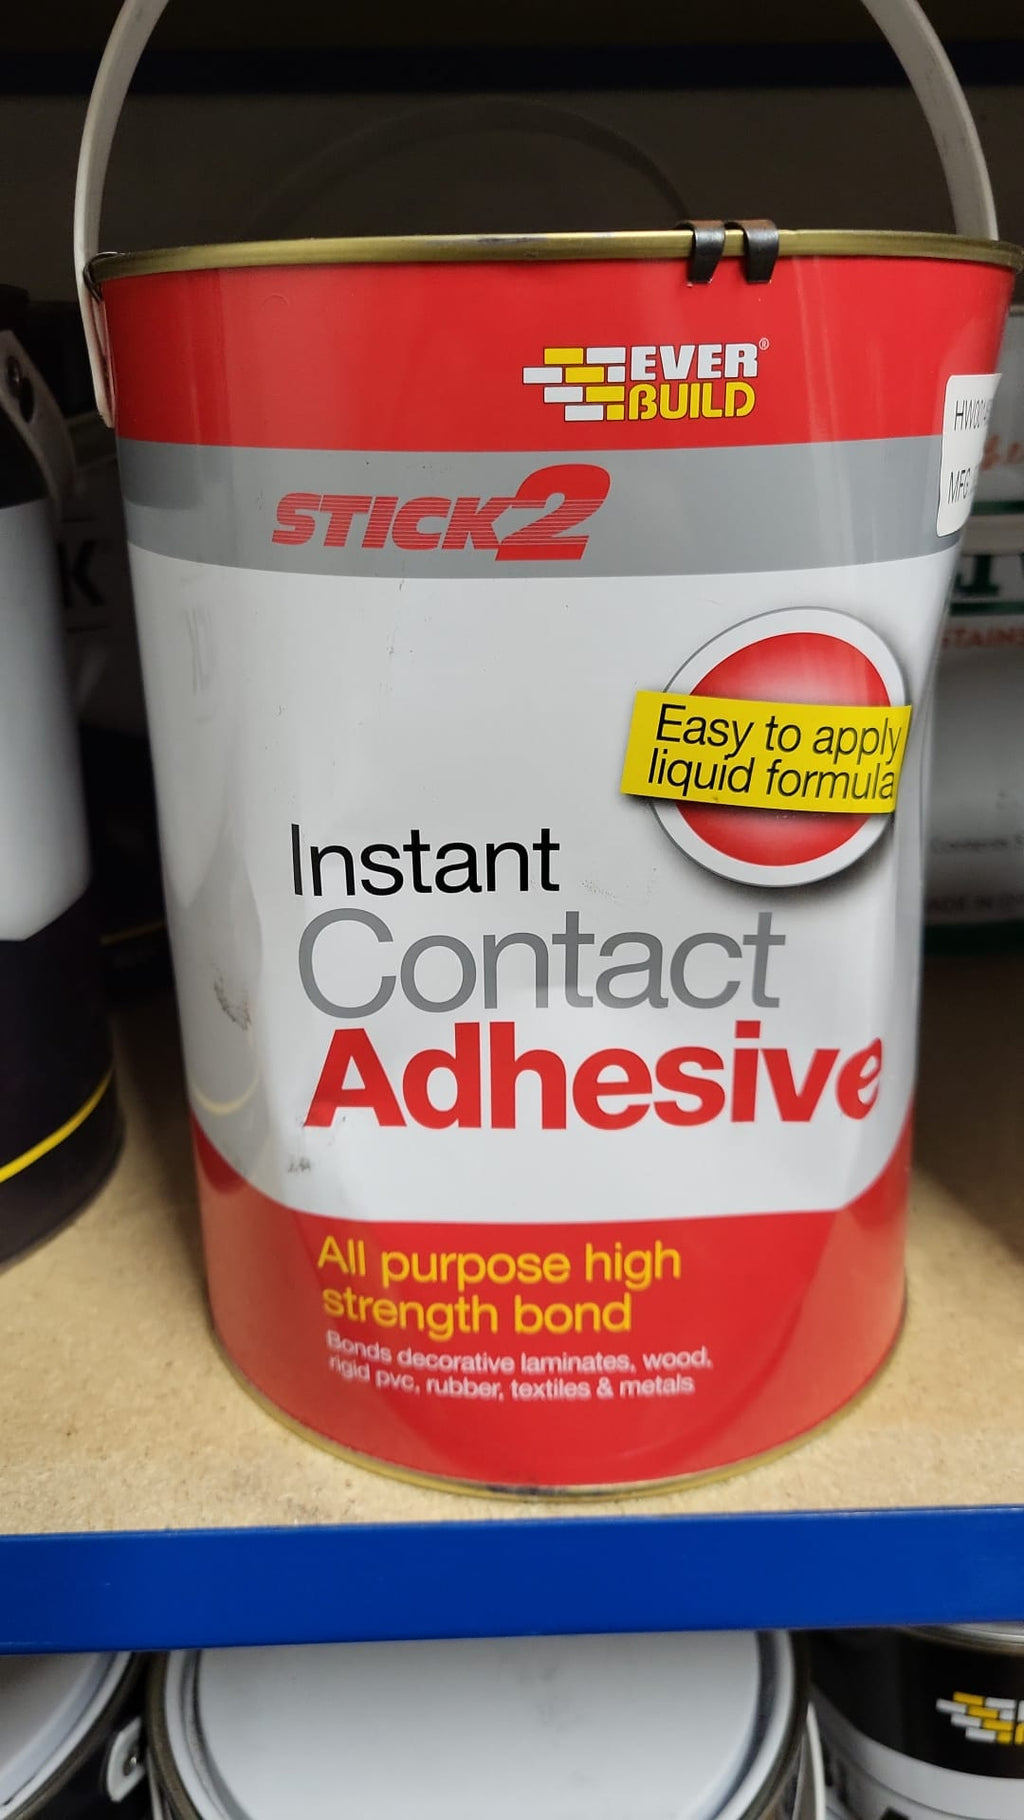 EVER
BUILD®
STICK2
MFG
Easy to apply
liquid formula
Instant
Contact
Adhesive
All purpose high
strength bond
Bonds decorative laminates, wood,
rigid pvc, rubber, textiles & metals